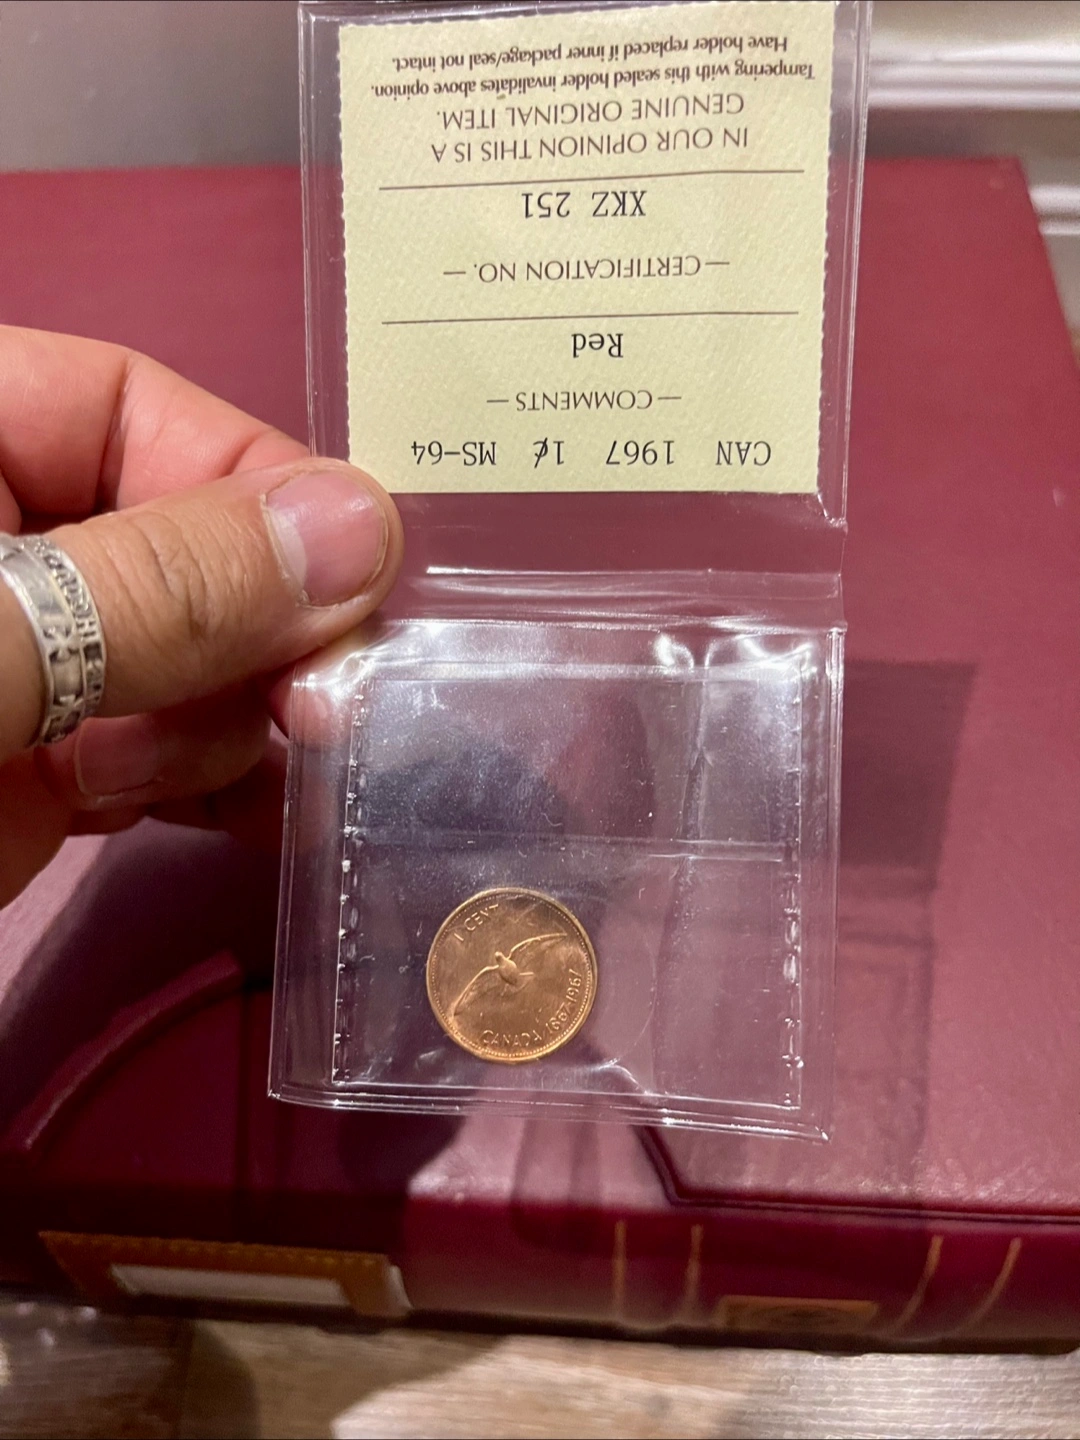 CAN 1967 1¢ MS-64
— COMMENTS —
Red
— CERTIFICATION NO. —
XKZ 251
IN OUR OPINION THIS IS A
GENUINE ORIGINAL ITEM.
Tampering with this sealed holder invalidates above opinion.
Have holder replaced if inner package/seal not intact.
1 CENT
CANADA 1867-1967